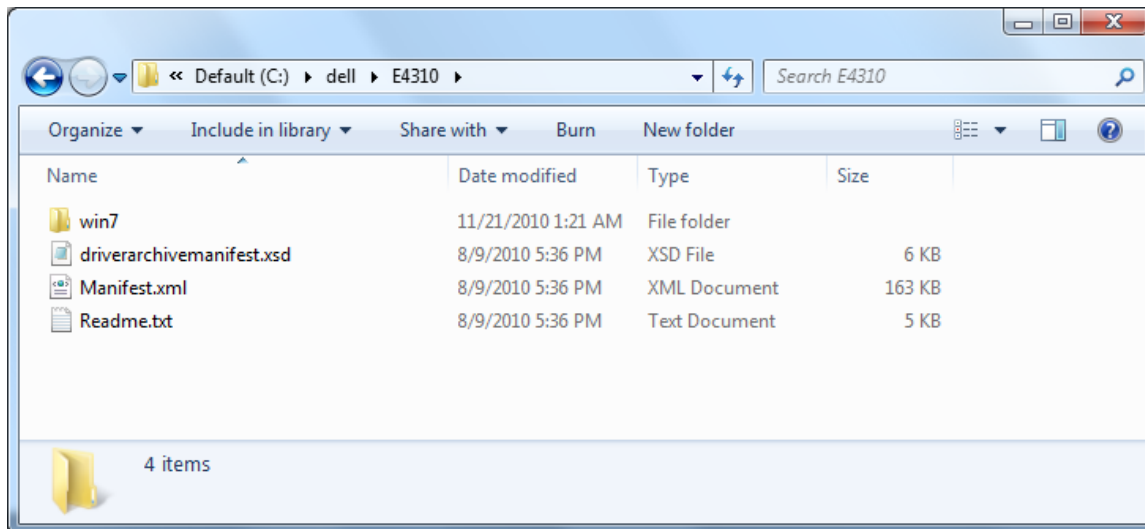 « Default (C:) ▸ dell ▸ E4310 ▸ Search E4310
Organize Include in library Share with Burn New folder
Name Date modified Type Size
win7 11/21/2010 1:21 AM File folder
driverarchivemanifest.xsd 8/9/2010 5:36 PM XSD File 6 KB
Manifest.xml 8/9/2010 5:36 PM XML Document 163 KB
Readme.txt 8/9/2010 5:36 PM Text Document 5 KB
4 items